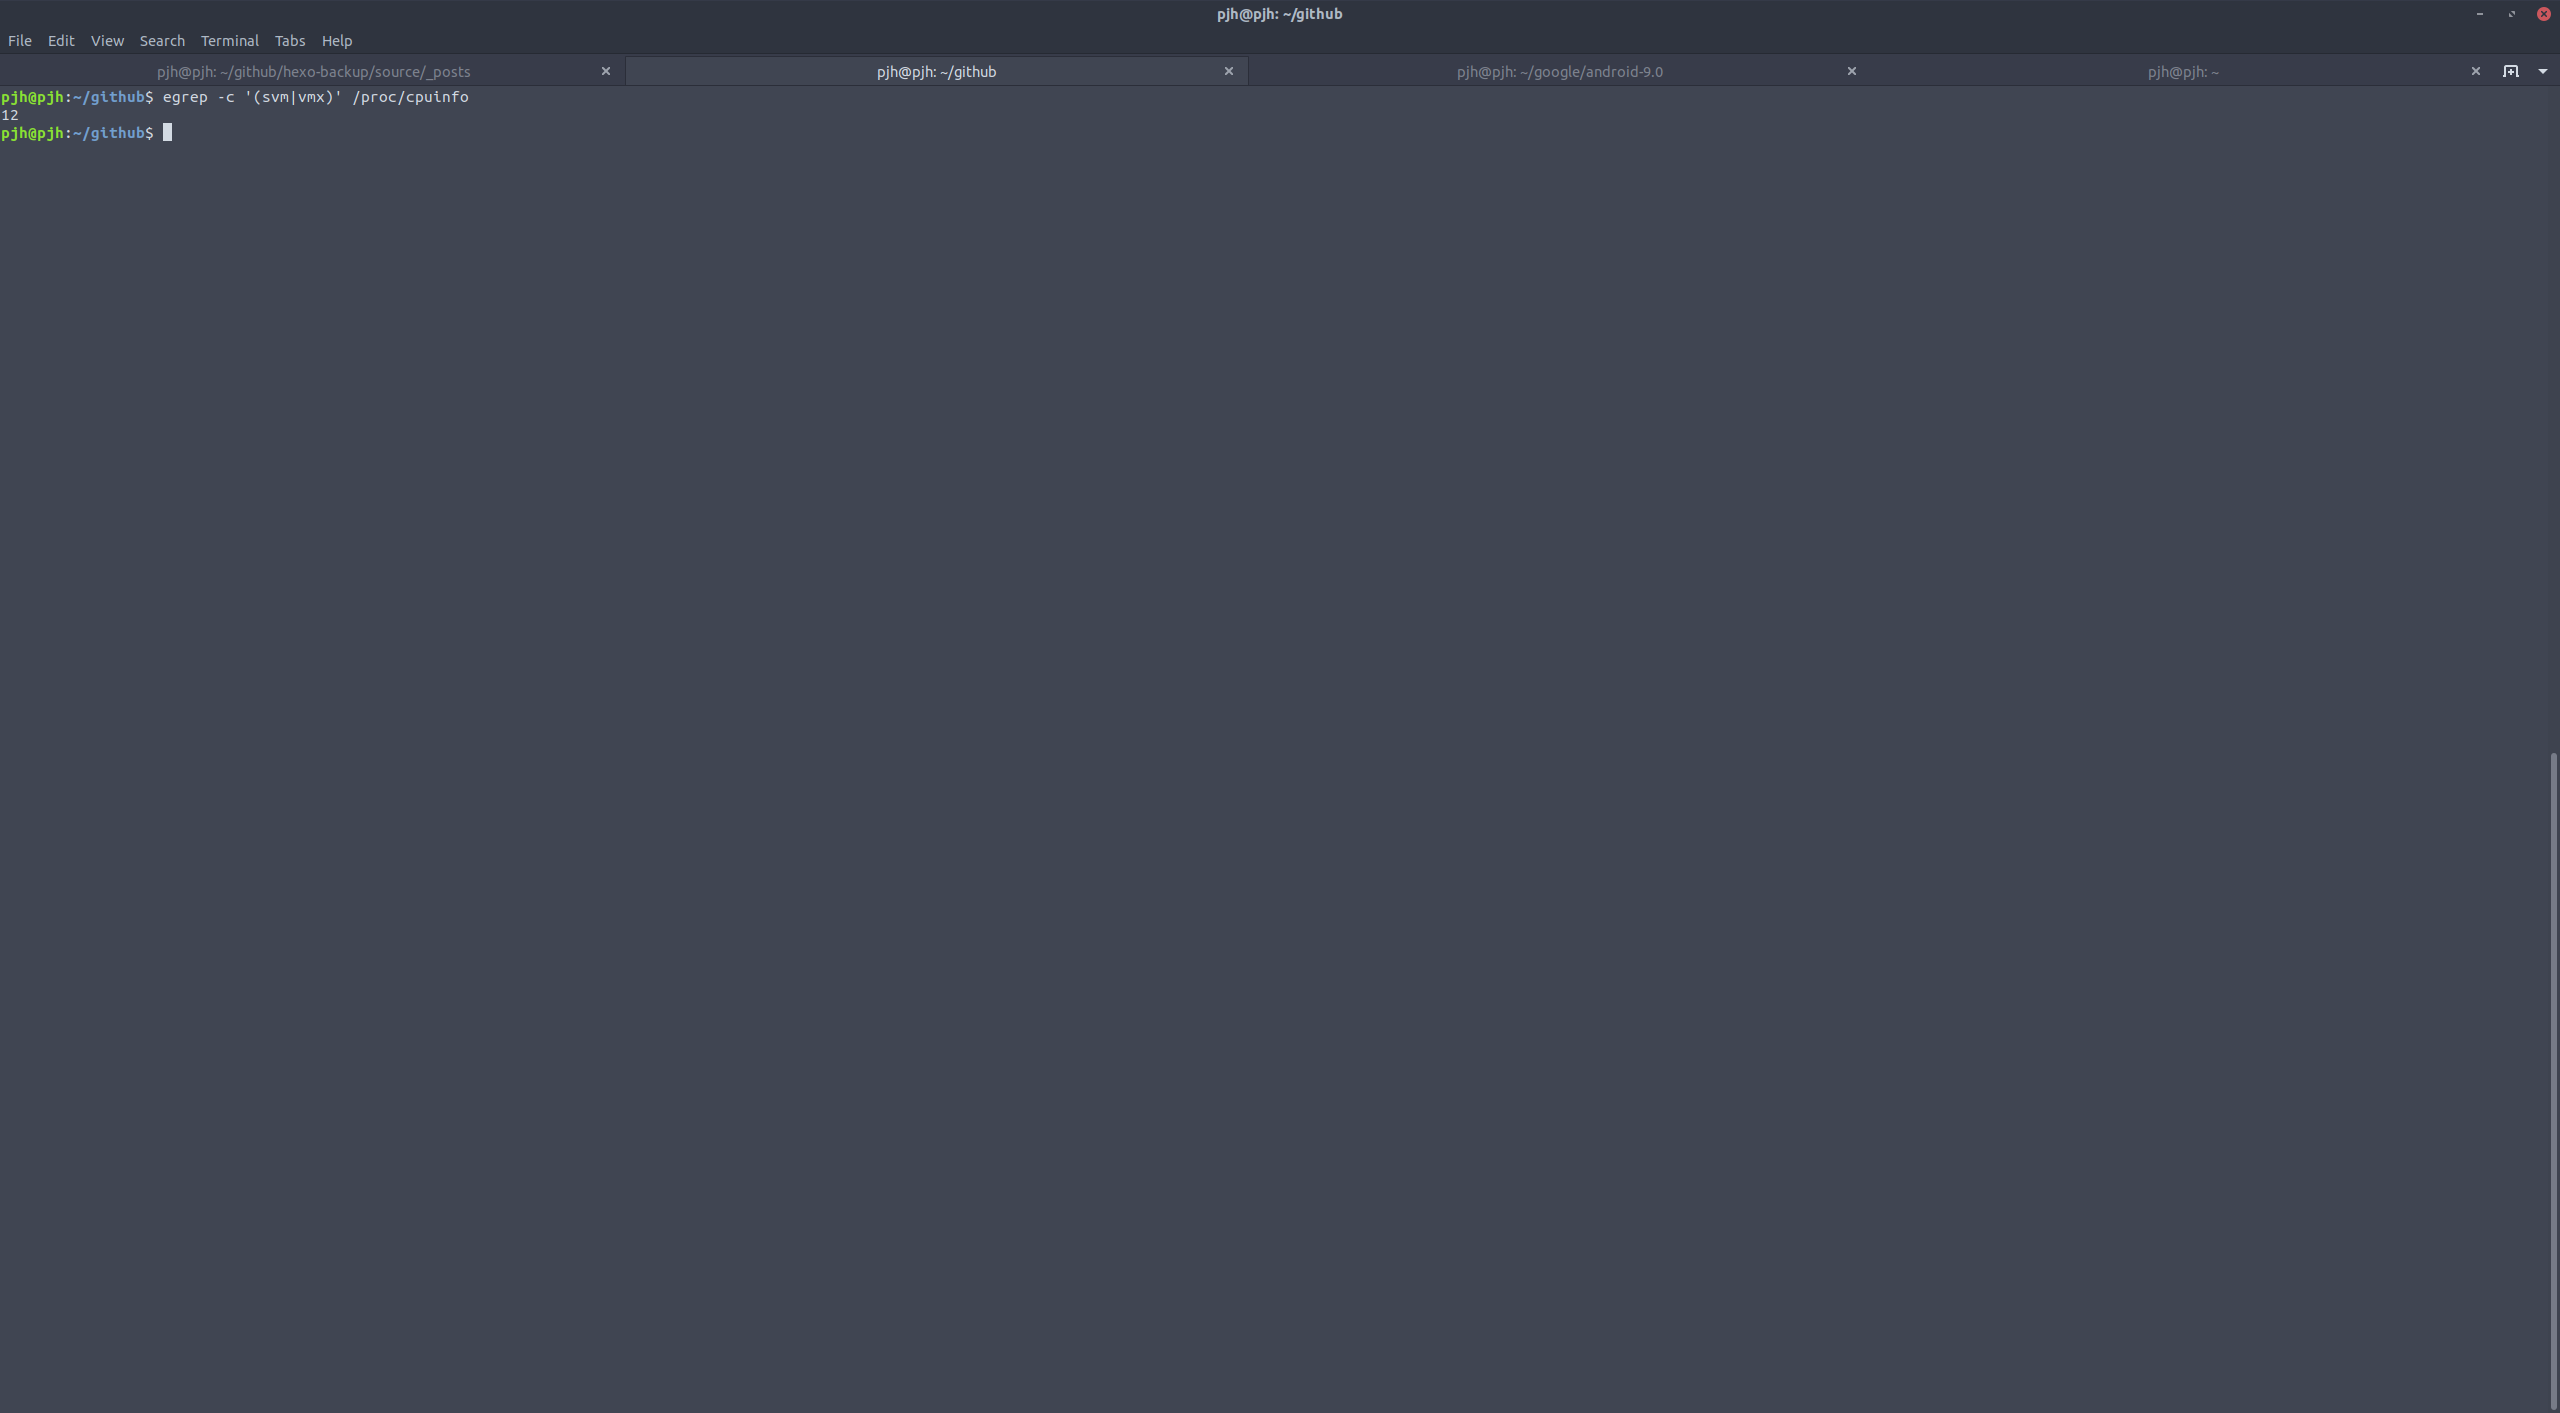 pjh@pjh: ~/github
File Edit View Search Terminal Tabs Help
pjh@pjh: ~/github/hexo-backup/source/_posts
pjh@pjh: ~/github
pjh@pjh: ~/google/android-9.0
pjh@pjh: ~
pjh@pjh:~/github$ egrep -c '(svm|vmx)' /proc/cpuinfo
12
pjh@pjh:~/github$